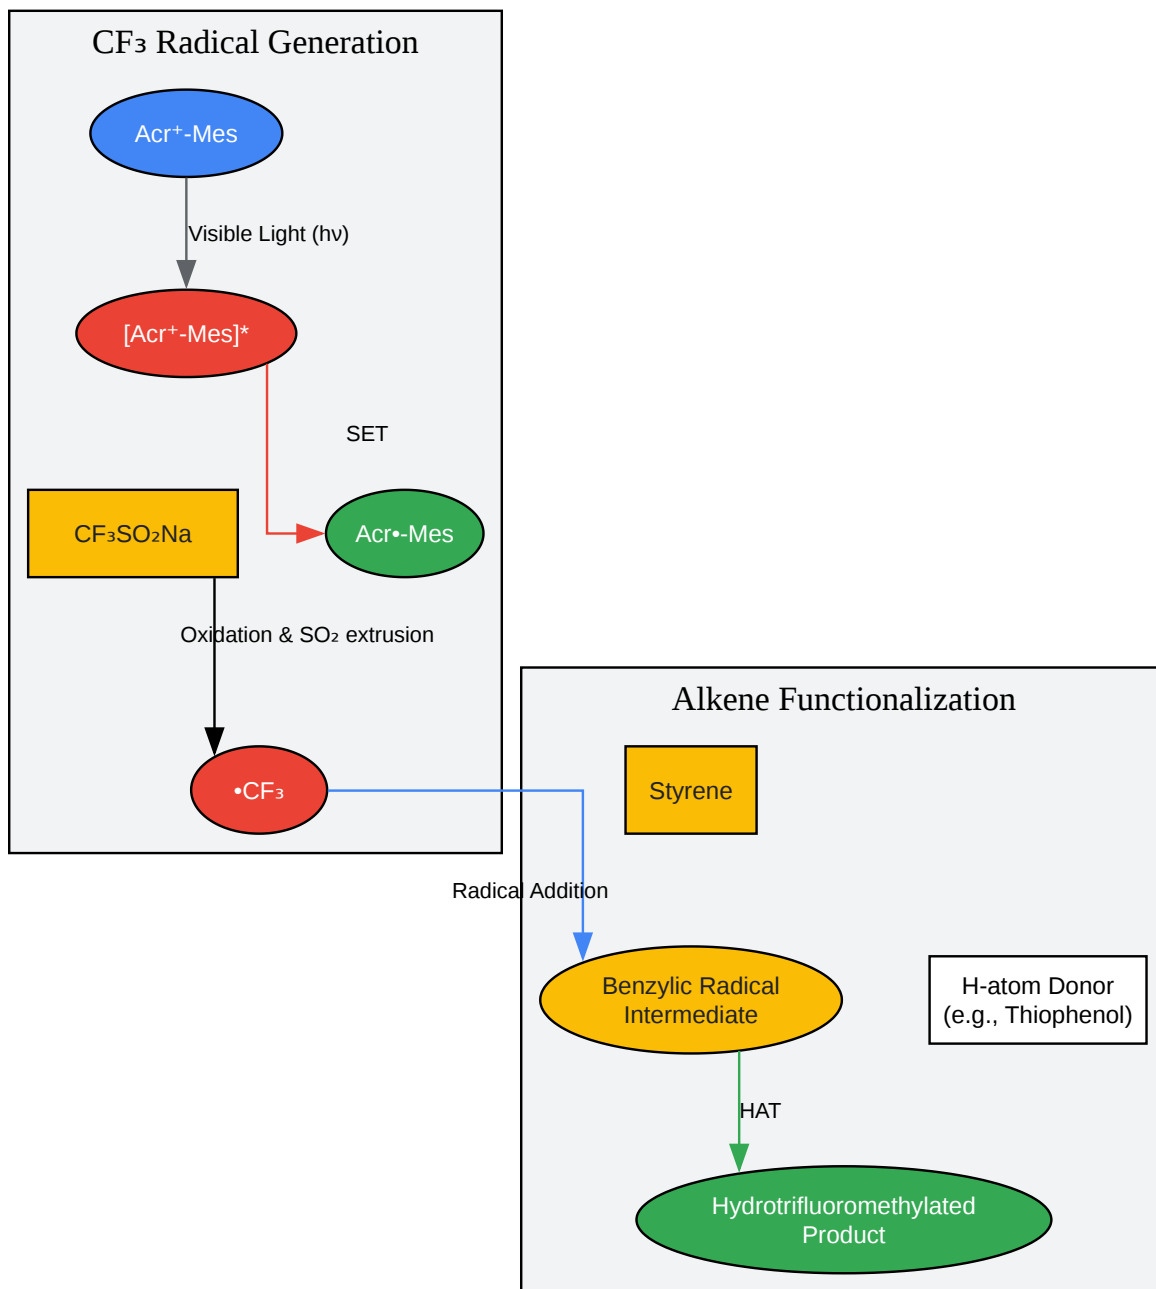 CF₃ Radical Generation
Acr⁺-Mes
Visible Light (hν)
[Acr⁺-Mes]*
SET
CF₃SO₂Na
Acr•-Mes
Oxidation & SO₂ extrusion
•CF₃
Alkene Functionalization
Styrene
Radical Addition
Benzylic Radical
Intermediate
H-atom Donor
(e.g., Thiophenol)
HAT
Hydrotrifluoromethylated
Product